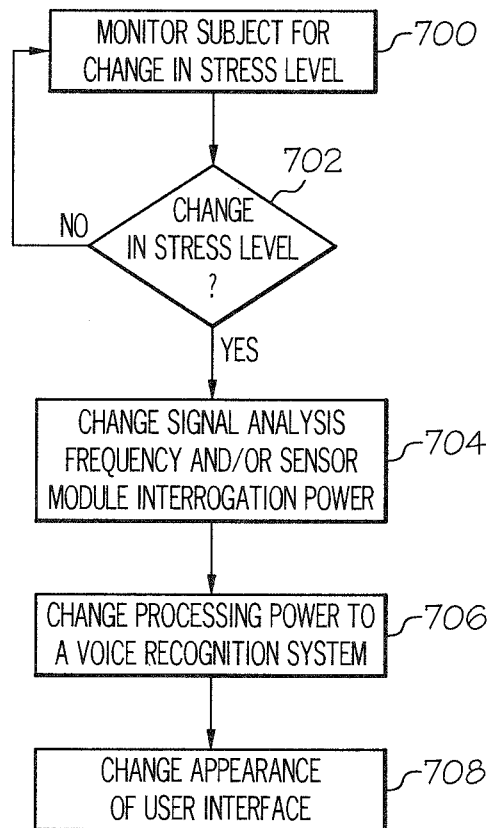 MONITOR SUBJECT FOR
CHANGE IN STRESS LEVEL
700
702
CHANGE
IN STRESS LEVEL
?
NO
YES
CHANGE SIGNAL ANALYSIS
FREQUENCY AND/OR SENSOR
MODULE INTERROGATION POWER
704
CHANGE PROCESSING POWER TO
A VOICE RECOGNITION SYSTEM
706
CHANGE APPEARANCE
OF USER INTERFACE
708